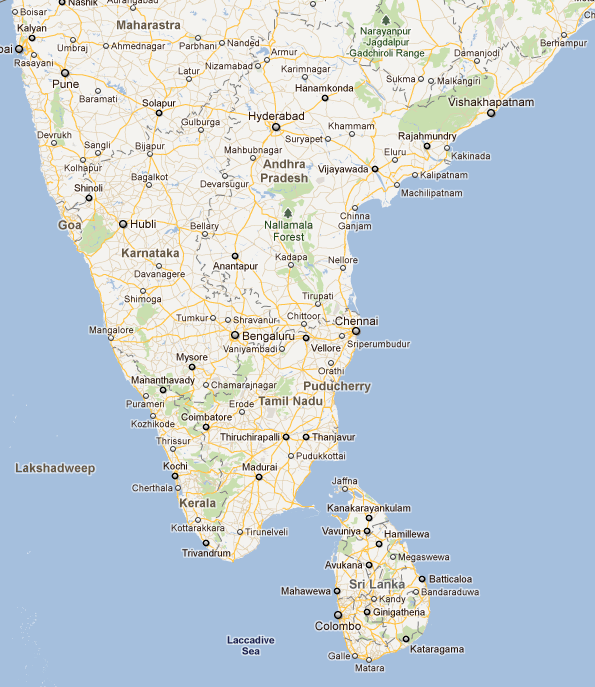 Nashik
Aurangabad
Boisar
Maharastra
Kalyan
Umbraj
Ahmednagar
Parbhani
Nanded
Armur
Narayanpur
-Jagdalpur
Gadchiroli Range
Berhampur
bai
Rasayani
Pune
Latur
Nizamabad
Karimnagar
Damanjodi
Sukma
Malkangiri
Baramati
Solapur
Hanamkonda
Vishakhapatnam
Gulburga
Hyderabad
Khammam
Devrukh
Sangli
Bijapur
Suryapet
Rajahmundry
Kolhapur
Mahbubnagar
Andhra
Pradesh
Eluru
Kakinada
Vijayawada
Shinoli
Bagalkot
Devarsugur
Kalipatnam
Machilipatnam
Goa
Hubli
Bellary
Nallamala
Forest
Chinna
Ganjam
Karnataka
Anantapur
Kadapa
Nellore
Davanagere
Shimoga
Tirupati
Tumkur
Shravanur
Chittoor
Chennai
Mangalore
Bengaluru
Vaniyambadi
Vellore
Sriperumbudur
Mysore
Orathi
Mananthavady
Chamarajnagar
Puducherry
Purameri
Erode
Tamil Nadu
Kozhikode
Coimbatore
Thiruchirapalli
Thanjavur
Thrissur
Pudukkottai
Lakshadweep
Kochi
Madurai
Cherthala
Jaffna
Kerala
Kanakarayankulam
Kottarakkara
Tirunelveli
Vavuniya
Hamillewa
Trivandrum
Megaswewa
Avukana
Sri Lanka
Batticaloa
Mahawewa
Bandaraduwa
Kandy
Ginigathena
Colombo
Laccadive
Sea
Kataragama
Galle
Matara